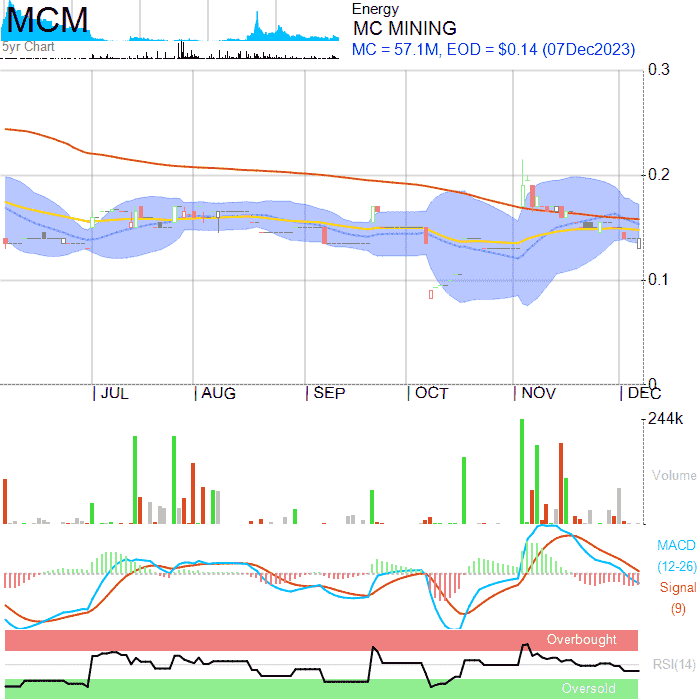 MCM
5yr Chart
Energy
MC MINING
MC = 57.1M, EOD = $0.14 (07Dec2023)
0.3
0.2
0.1
0
JUL AUG SEP OCT NOV DEC
244k
Volume
MACD
(12-26)
Signal
(9)
Overbought
RSI(14)
Oversold